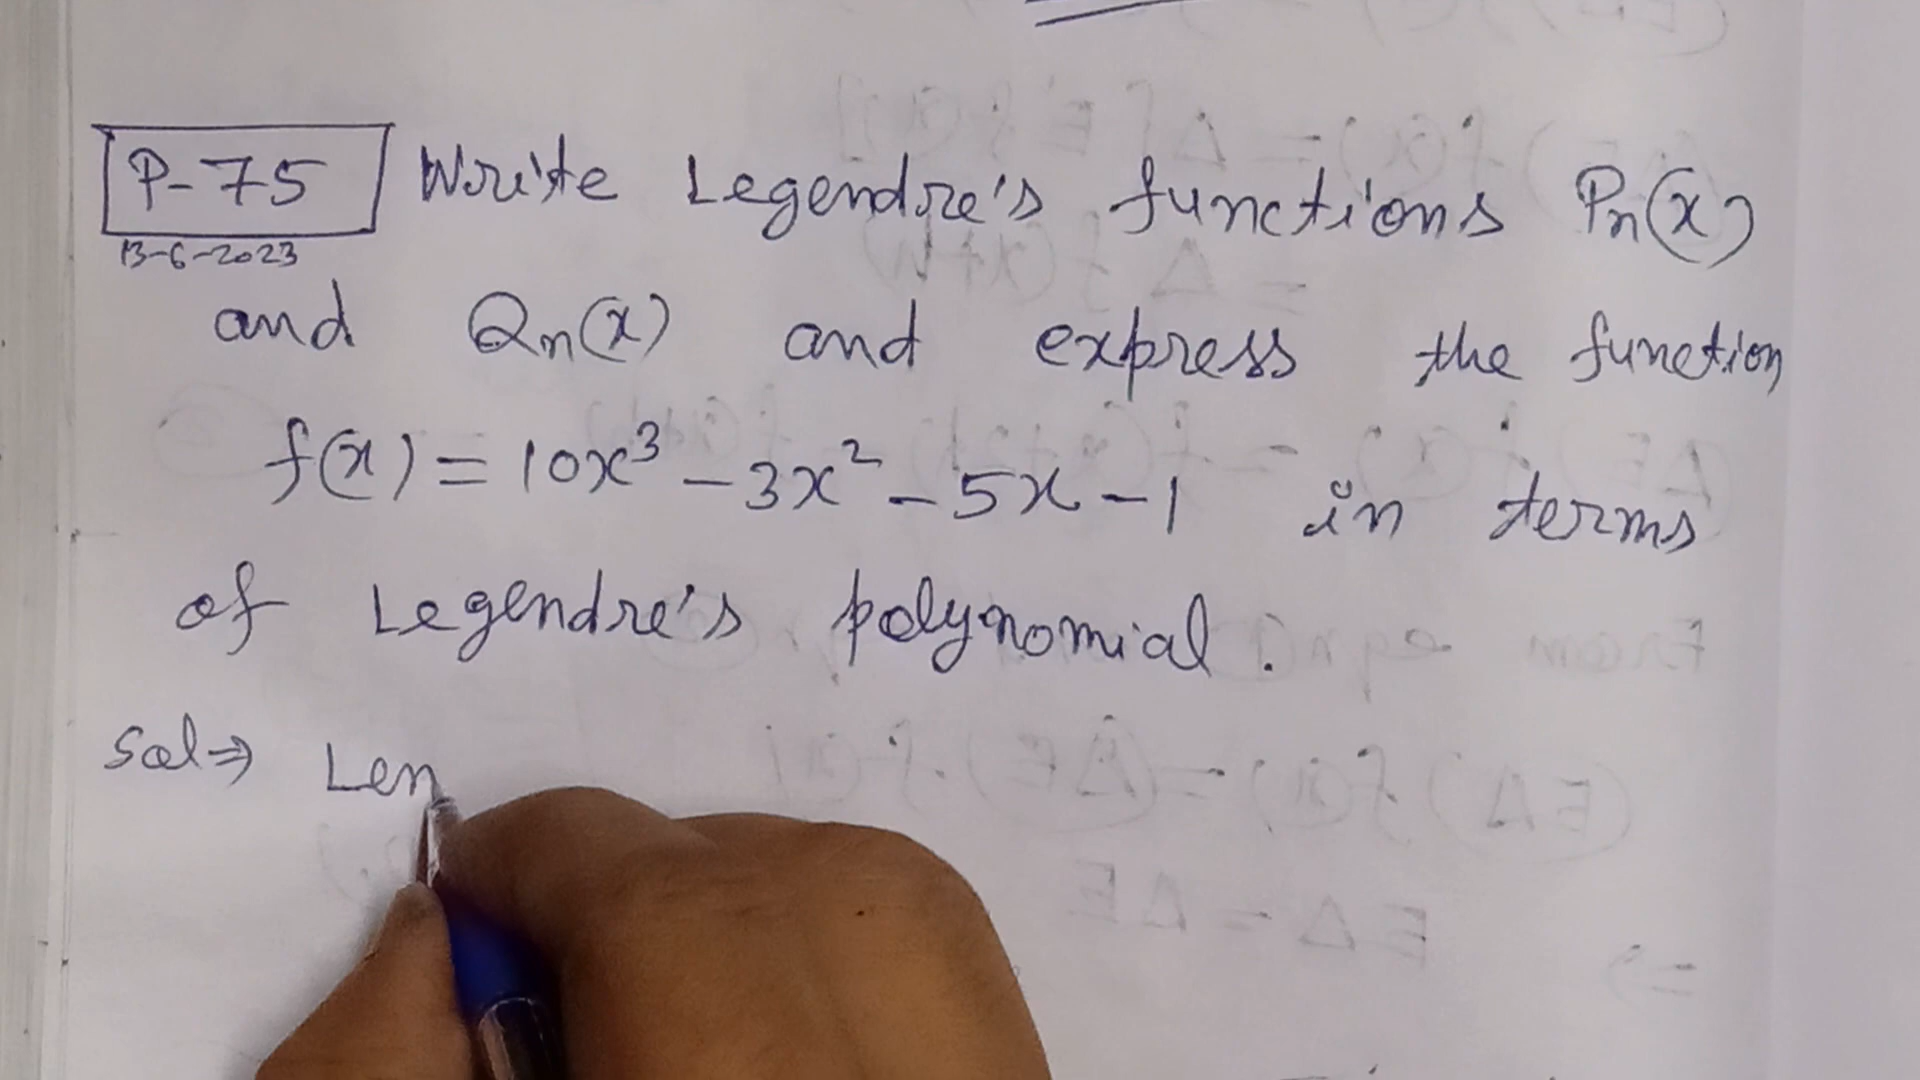 P-75 Write Legendre's functions Pn(x)
13-6-2023
and Qn(x) and express the function
f(x) = 10x³ - 3x² - 5x - 1 in terms
of Legendre's polynomial.
Sol⇒ Len